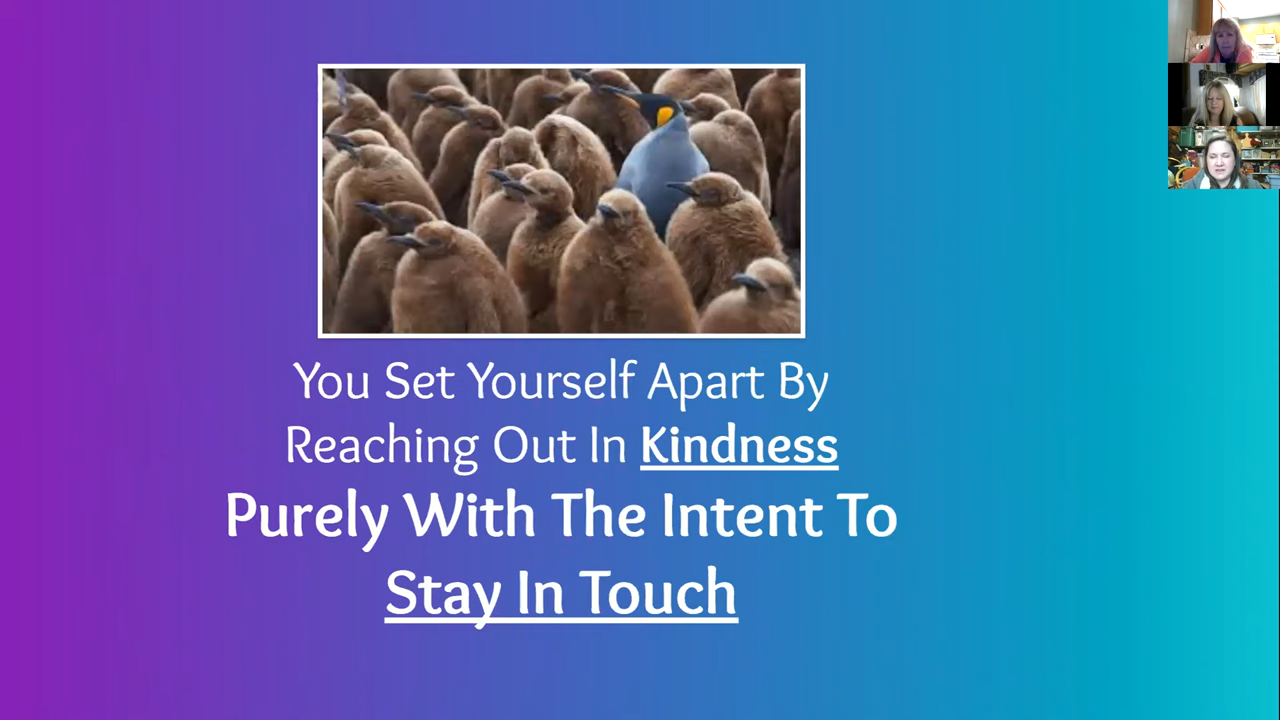 You Set Yourself Apart By
Reaching Out In Kindness
Purely With The Intent To
Stay In Touch